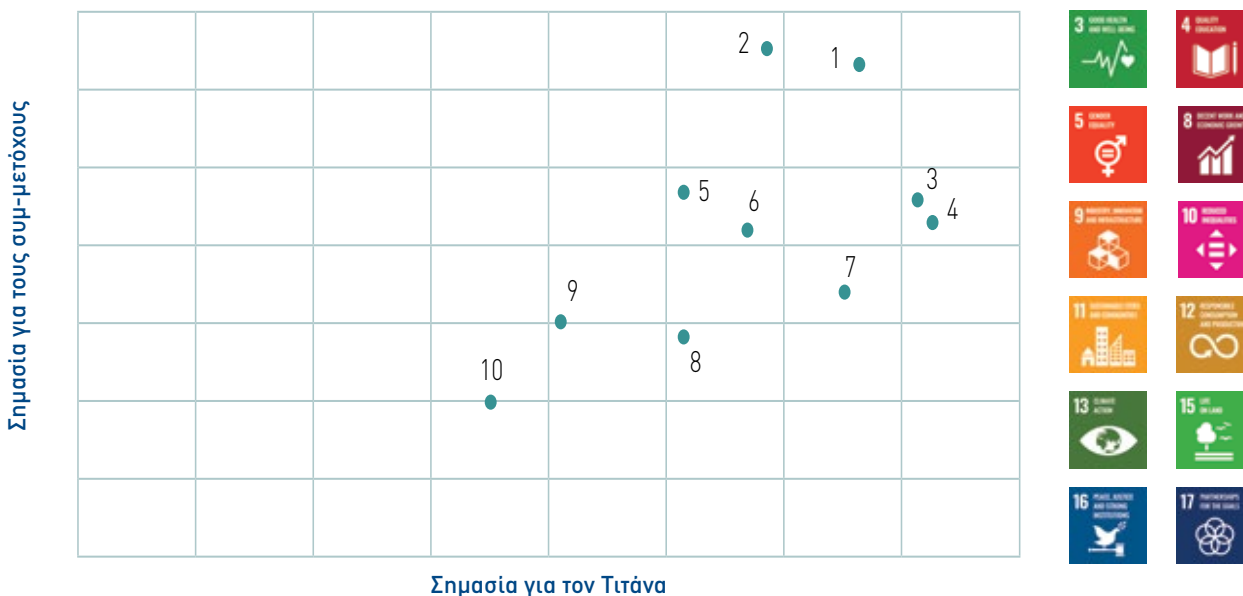 Σημασία για τους συμ-μετόχους
2
1
3
5
6
4
7
9
8
10
Σημασία για τον Τιτάνα
3 GOOD HEALTH
AND WELL-BEING
4 QUALITY
EDUCATION
5 GENDER
EQUALITY
8 DECENT WORK AND
ECONOMIC GROWTH
9 INDUSTRY, INNOVATION
AND INFRASTRUCTURE
10 REDUCED
INEQUALITIES
11 SUSTAINABLE CITIES
AND COMMUNITIES
12 RESPONSIBLE
CONSUMPTION
AND PRODUCTION
13 CLIMATE
ACTION
15 LIFE
ON LAND
16 PEACE, JUSTICE
AND STRONG
INSTITUTIONS
17 PARTNERSHIPS
FOR THE GOALS